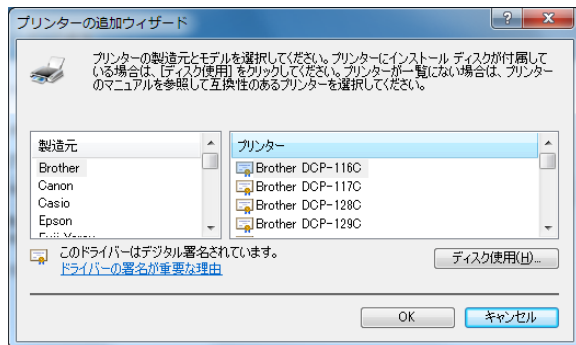 プリンターの追加ウィザード
プリンターの製造元とモデルを選択してください。プリンターにインストール ディスクが付属して
いる場合は、[ディスク使用] をクリックしてください。プリンターが一覧にない場合は、プリンター
のマニュアルを参照して互換性のあるプリンターを選択してください。
製造元
Brother
Canon
Casio
Epson
プリンター
Brother DCP-116C
Brother DCP-117C
Brother DCP-128C
Brother DCP-129C
このドライバーはデジタル署名されています。
ドライバーの署名が重要な理由
ディスク使用(H)...
OK
キャンセル